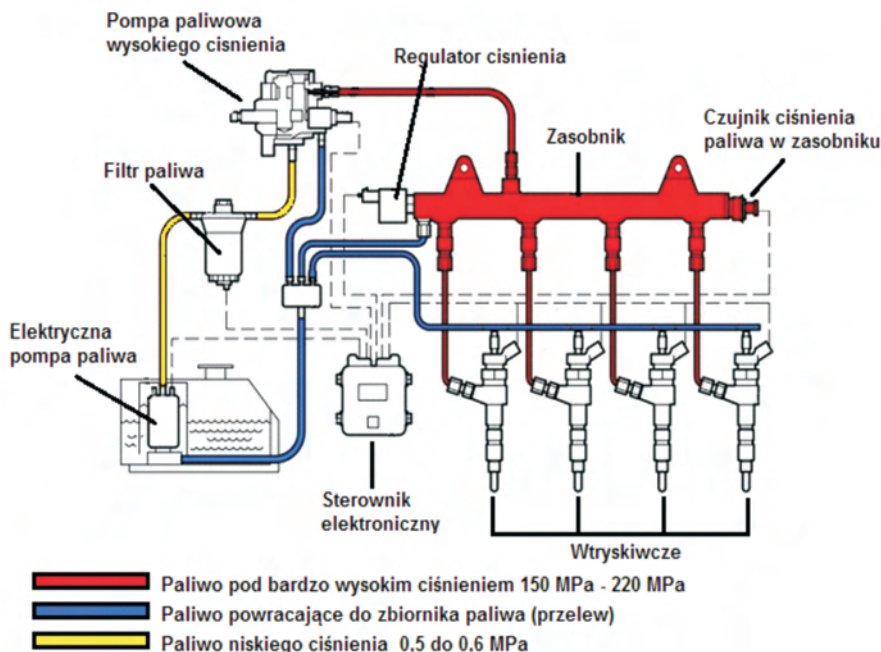 Pompa paliwowa
wysokiego cisnienia
Regulator cisnienia
Czujnik ciśnienia
paliwa w zasobniku
Zasobnik
Filtr paliwa
Elektryczna
pompa paliwa
Sterownik
elektroniczny
Wtryskiwcze
Paliwo pod bardzo wysokim ciśnieniem 150 MPa - 220 MPa
Paliwo powracające do zbiornika paliwa (przelew)
Paliwo niskiego ciśnienia 0,5 do 0,6 MPa